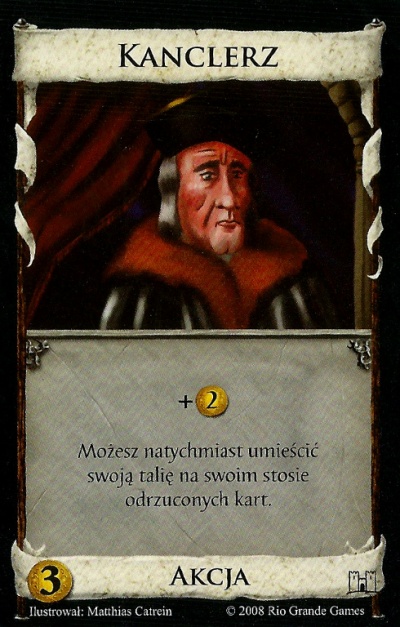 KANCLERZ
+2
Możesz natychmiast umieścić
swoją talię na swoim stosie
odrzuconych kart.
3
AKCJA
Ilustrował: Matthias Catrein © 2008 Rio Grande Games